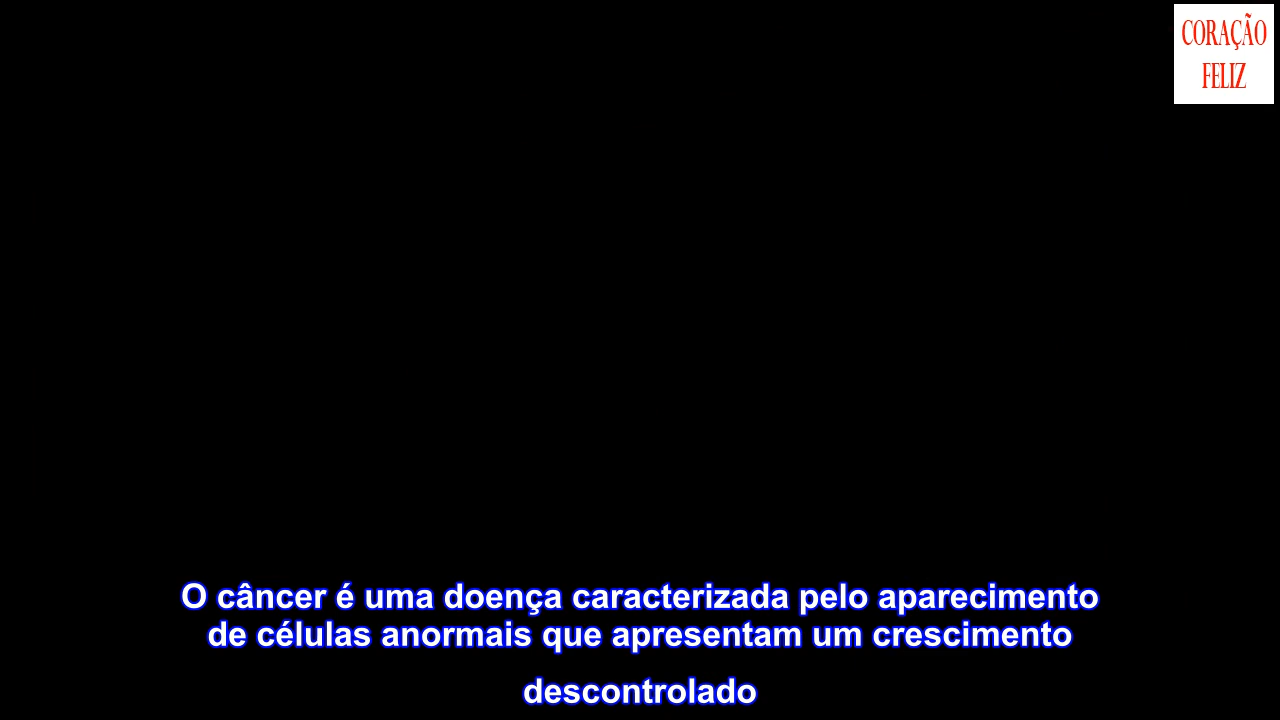 CORAÇÃO
FELIZ
O câncer é uma doença caracterizada pelo aparecimento
de células anormais que apresentam um crescimento
descontrolado